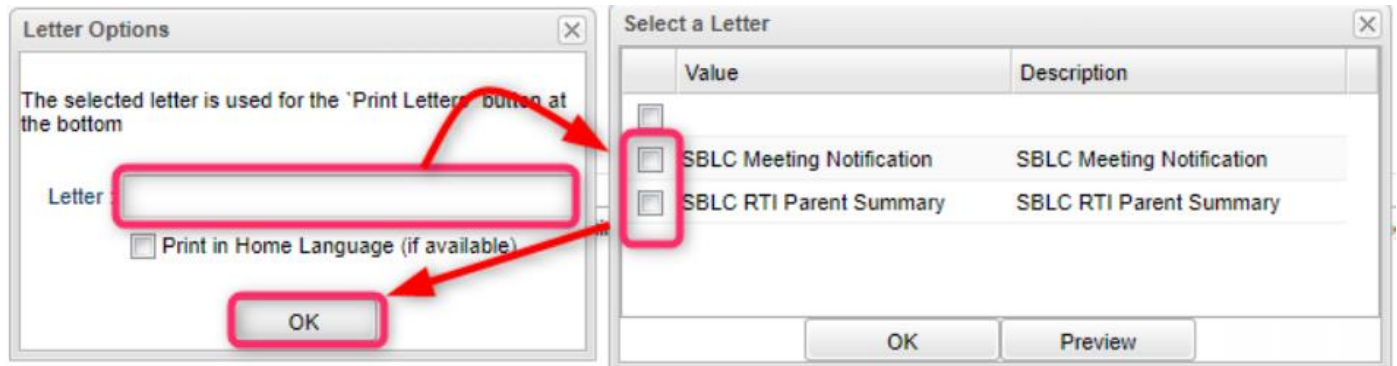 Letter Options
The selected letter is used for the `Print Letters` button at
the bottom
Letter :
Print in Home Language (if available)
OK
Select a Letter
Value Description
SBLC Meeting Notification SBLC Meeting Notification
SBLC RTI Parent Summary SBLC RTI Parent Summary
OK Preview